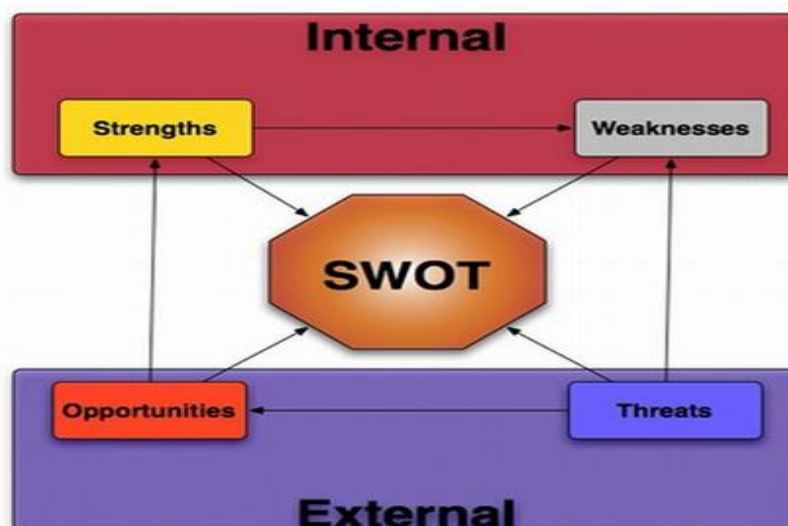 Internal
Strengths
Weaknesses
SWOT
Opportunities
Threats
External